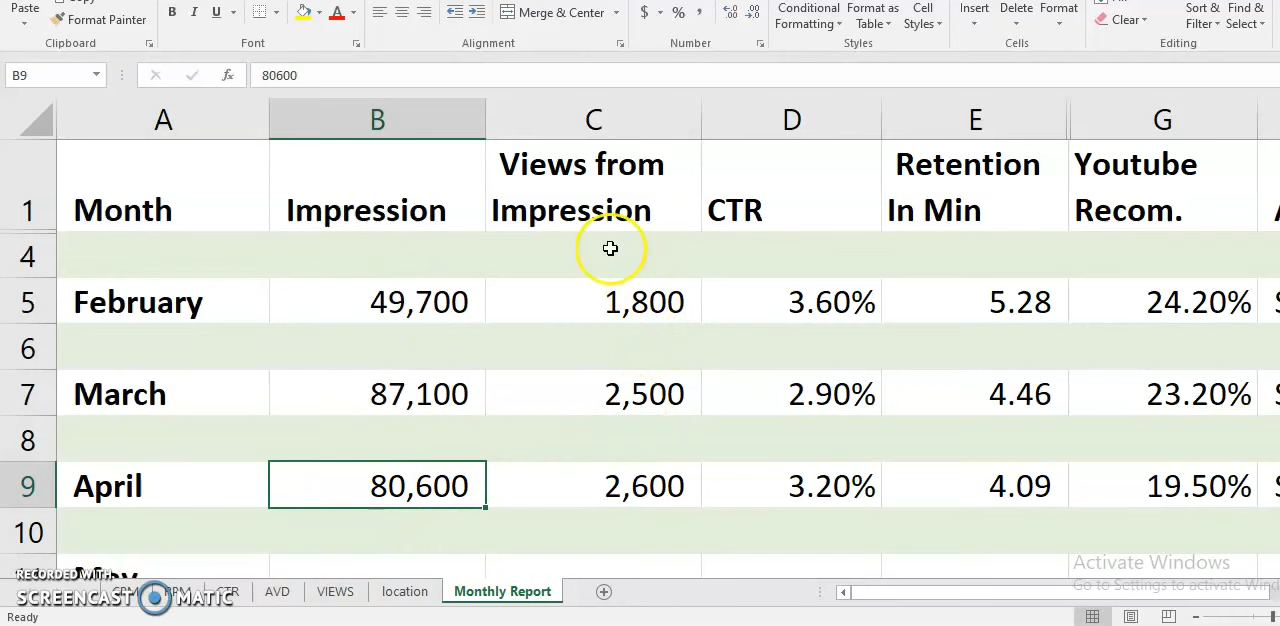 Paste
Format Painter
B I U
Merge & Center
$ % ,
Conditional Formatting
Format as Table
Cell Styles
Insert Delete Format
Clear
Sort & Filter
Find & Select
Clipboard Font Alignment Number Styles Cells Editing
B9 fx 80600
A B C D E G
1 Month Impression Views from Impression CTR Retention In Min Youtube Recom.
4
5 February 49,700 1,800 3.60% 5.28 24.20%
6
7 March 87,100 2,500 2.90% 4.46 23.20%
8
9 April 80,600 2,600 3.20% 4.09 19.50%
10
May
Activate Windows
Go to Settings to activate Wind
RECORDED WITH
SCREENCAST MATIC
AVD VIEWS location Monthly Report
Ready